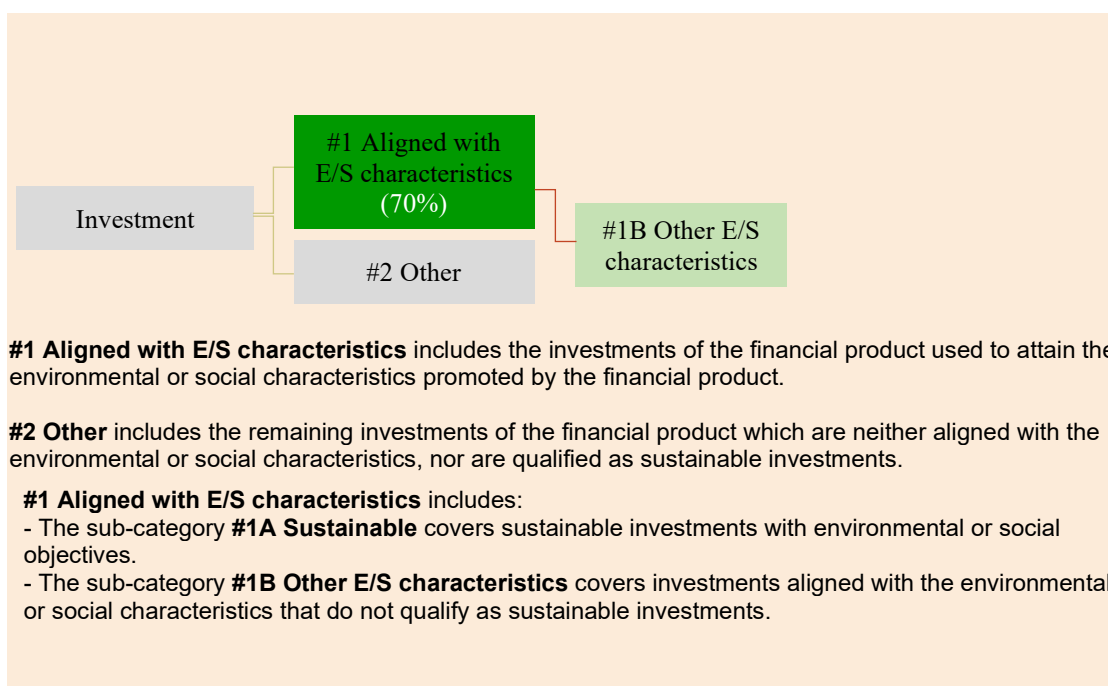 #1 Aligned with
E/S characteristics
(70%)
Investment
#1B Other E/S
characteristics
#2 Other
#1 Aligned with E/S characteristics includes the investments of the financial product used to attain the
environmental or social characteristics promoted by the financial product.
#2 Other includes the remaining investments of the financial product which are neither aligned with the
environmental or social characteristics, nor are qualified as sustainable investments.
#1 Aligned with E/S characteristics includes:
- The sub-category #1A Sustainable covers sustainable investments with environmental or social
objectives.
- The sub-category #1B Other E/S characteristics covers investments aligned with the environmental
or social characteristics that do not qualify as sustainable investments.